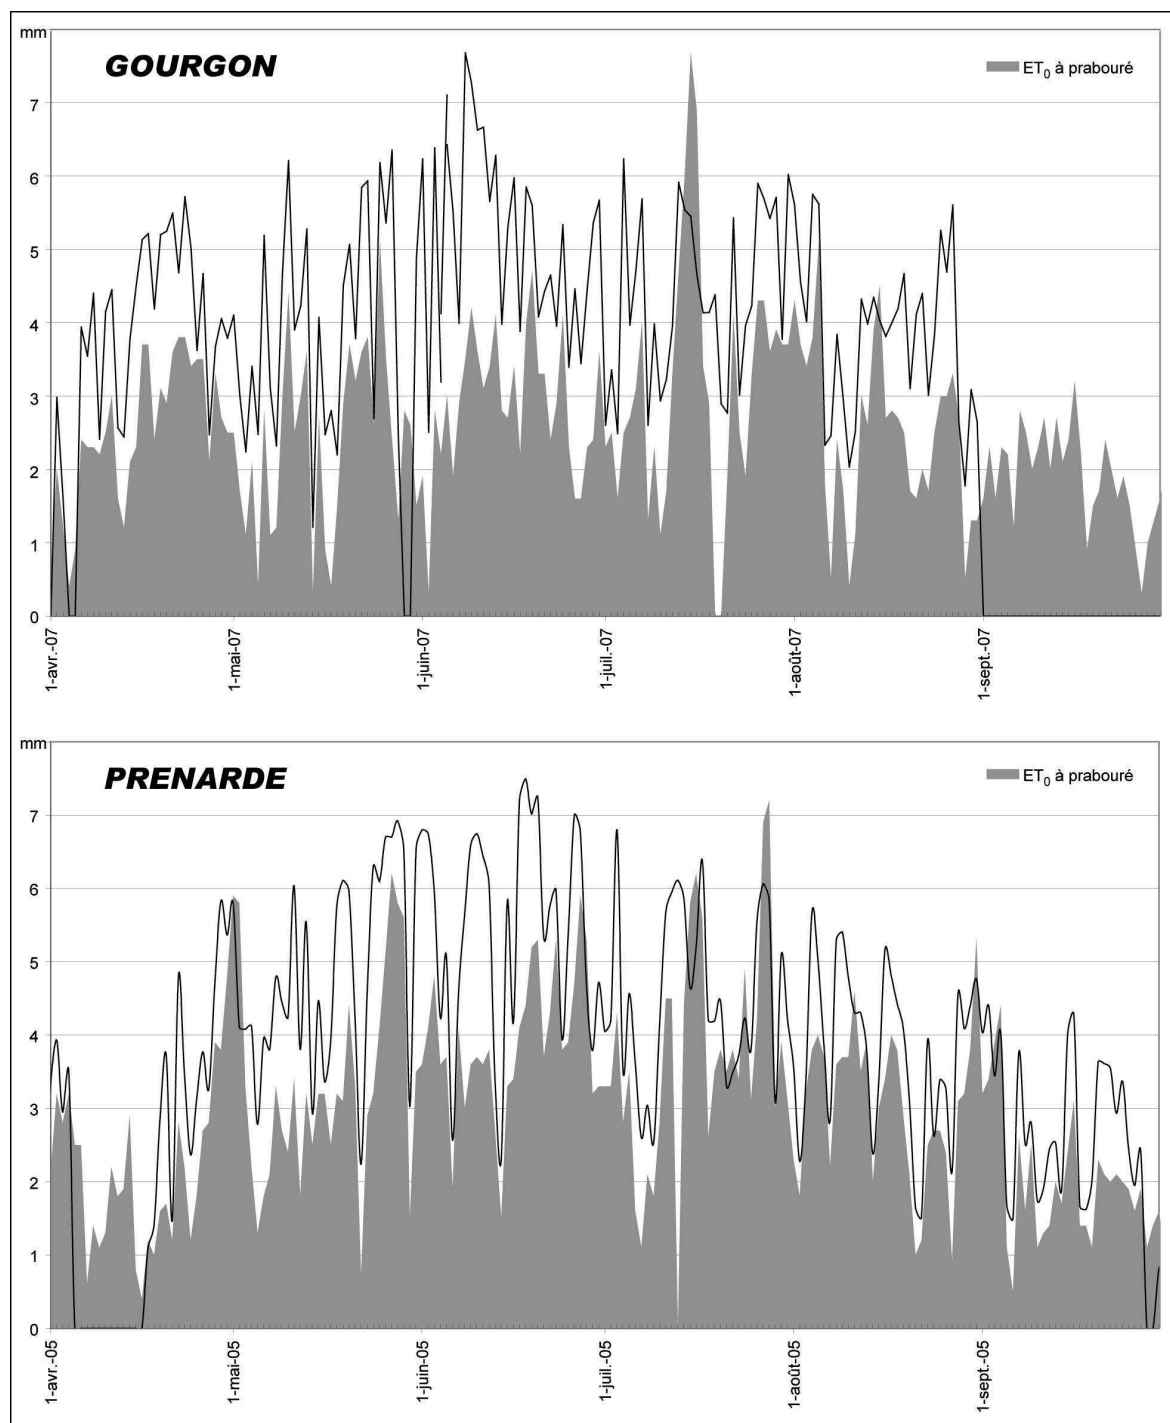 mm
GOURGON
ET0 à prabouré
7
6
5
4
3
2
1
0
1-avr.-07
1-mai-07
1-juin-07
1-juil.-07
1-août-07
1-sept.-07
mm
PRENARDE
ET0 à prabouré
7
6
5
4
3
2
1
0
1-avr.-05
1-mai-05
1-juin-05
1-juil.-05
1-août-05
1-sept.-05